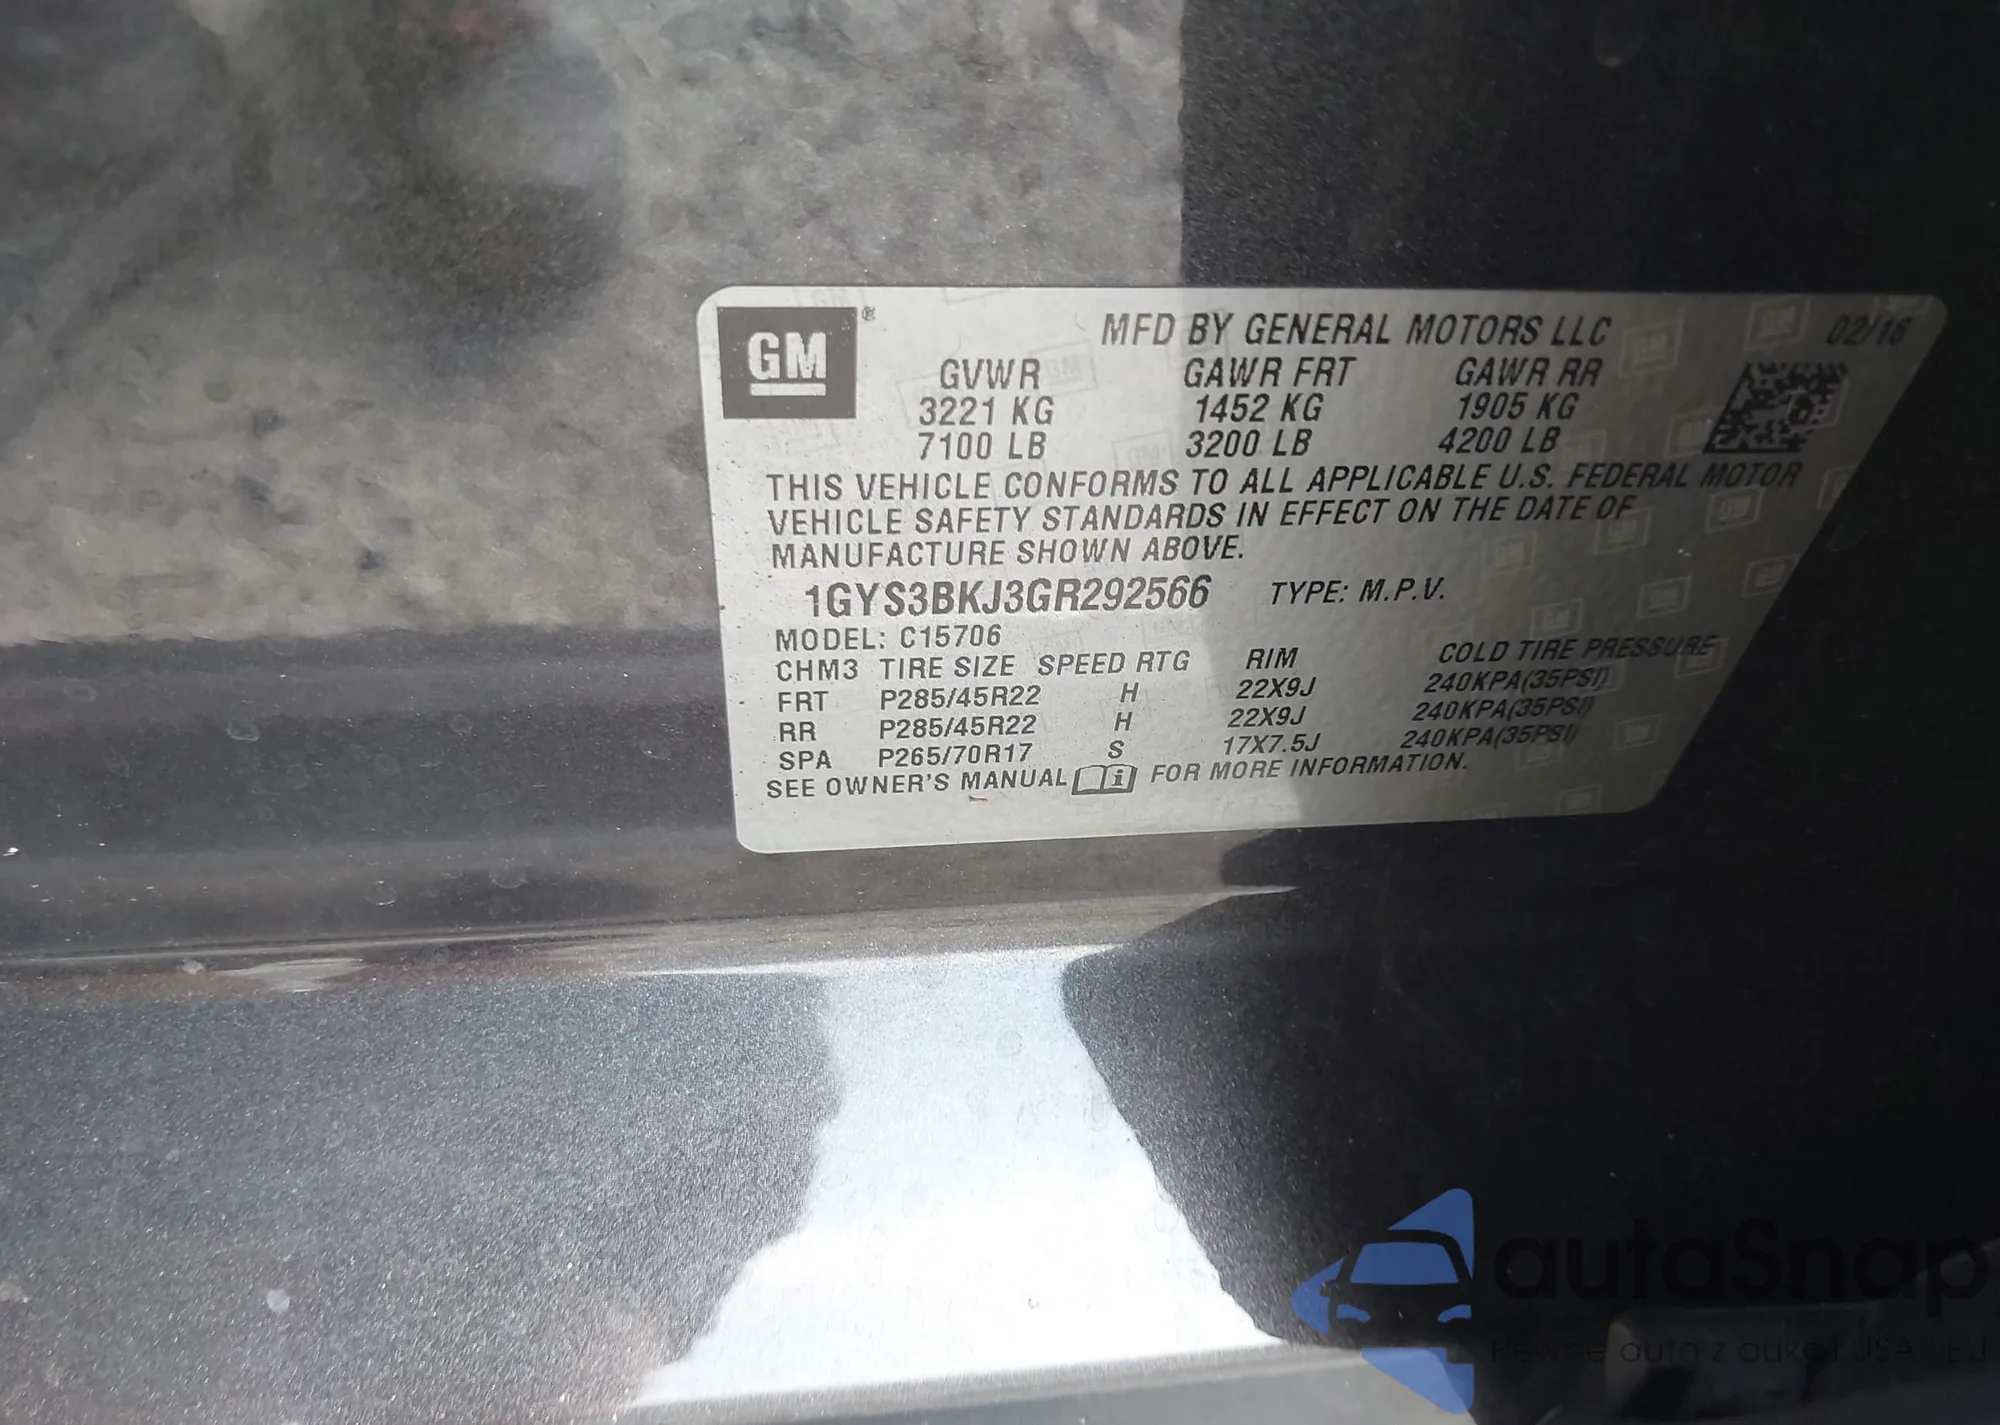 GM ®
MFD BY GENERAL MOTORS LLC 02/16
GVWR GAWR FRT GAWR RR
3221 KG 1452 KG 1905 KG
7100 LB 3200 LB 4200 LB
THIS VEHICLE CONFORMS TO ALL APPLICABLE U.S. FEDERAL MOTOR
VEHICLE SAFETY STANDARDS IN EFFECT ON THE DATE OF
MANUFACTURE SHOWN ABOVE.
1GYS3BKJ3GR292566 TYPE: M.P.V.
MODEL: C15706
CHM3 TIRE SIZE SPEED RTG RIM COLD TIRE PRESSURE
FRT P285/45R22 H 22X9J 240KPA(35PSI)
RR P285/45R22 H 22X9J 240KPA(35PSI)
SPA P265/70R17 S 17X7.5J 240KPA(35PSI)
SEE OWNER'S MANUAL FOR MORE INFORMATION.
autaSnap
auta z USA